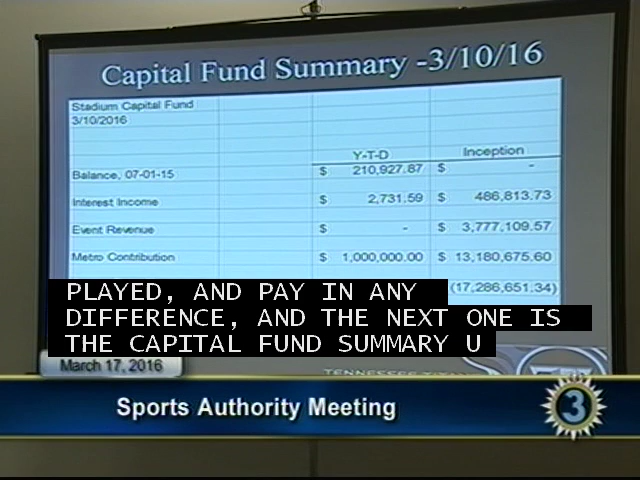 Capital Fund Summary -3/10/16
Stadium Capital Fund
3/10/2016
Y-T-D Inception
Balance, 07-01-15 $ 210,927.87 $ -
Interest Income $ 2,731.59 $ 486,813.73
Event Revenue $ - $ 3,777,109.57
Metro Contribution $ 1,000,000.00 $ 13,180,675.60
(17,286,651.34)
PLAYED, AND PAY IN ANY
DIFFERENCE, AND THE NEXT ONE IS
THE CAPITAL FUND SUMMARY U
March 17, 2016
TENNESSEE
Sports Authority Meeting
3